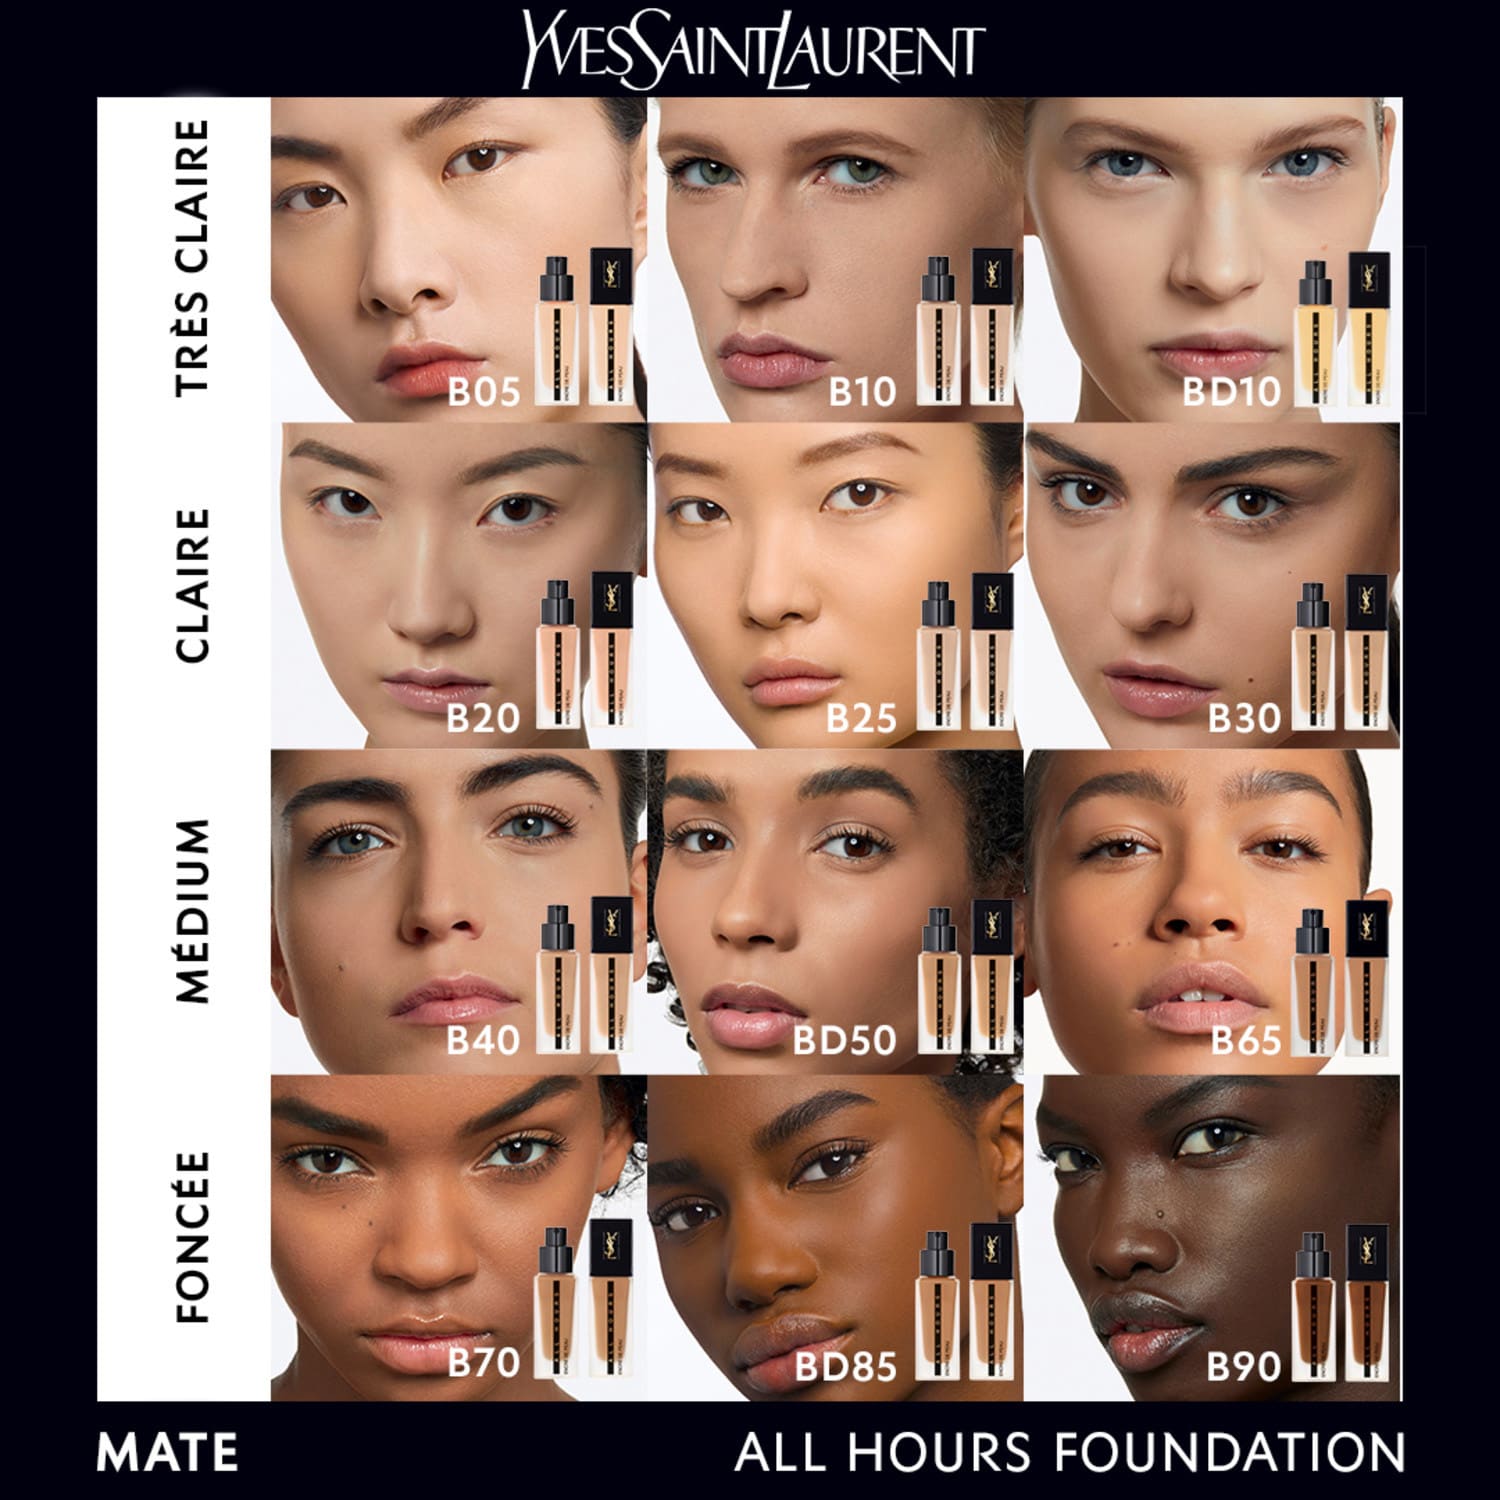 YVESSAINTLAURENT
TRÈS CLAIRE
B05
B10
BD10
CLAIRE
B20
B25
B30
MÉDIUM
B40
BD50
B65
FONCÉE
B70
BD85
B90
MATE
ALL HOURS FOUNDATION